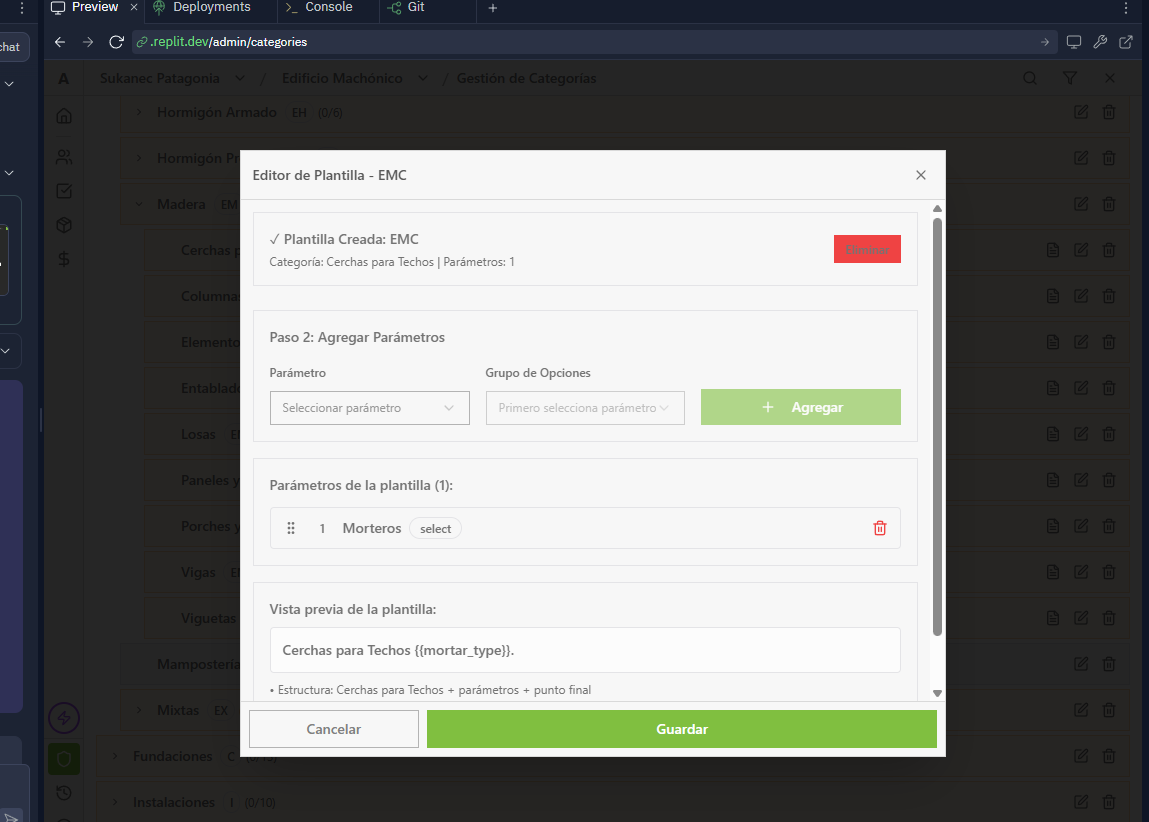 Preview
Deployments
Console
Git
chat
.replit.dev/admin/categories
A
Sukanec Patagonia / Edificio Machónico / Gestión de Categorías
Hormigón Armado EH (0/6)
Hormigón Pr
Madera EM
Cerchas p
Columnas
Elemento
Entablado
Losas
Paneles y
Porches y
Vigas
Viguetas
Mampostería
Mixtas EX
Fundaciones C (0/13)
Instalaciones I (0/10)
Editor de Plantilla - EMC
✓ Plantilla Creada: EMC
Categoría: Cerchas para Techos | Parámetros: 1
Paso 2: Agregar Parámetros
Parámetro
Grupo de Opciones
Seleccionar parámetro
Primero selecciona parámetro
+ Agregar
Parámetros de la plantilla (1):
1 Morteros select
Vista previa de la plantilla:
Cerchas para Techos {{mortar_type}}.
• Estructura: Cerchas para Techos + parámetros + punto final
Cancelar
Guardar